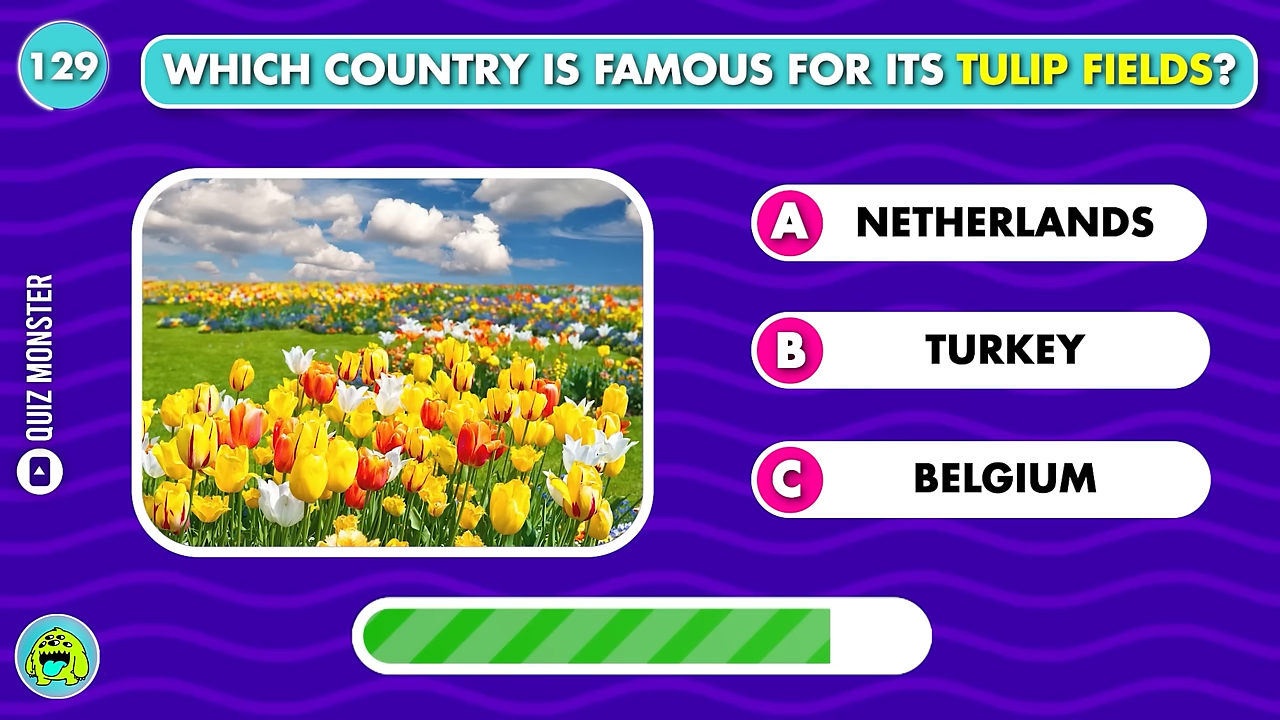 129
WHICH COUNTRY IS FAMOUS FOR ITS TULIP FIELDS?
A NETHERLANDS
B TURKEY
C BELGIUM
QUIZ MONSTER